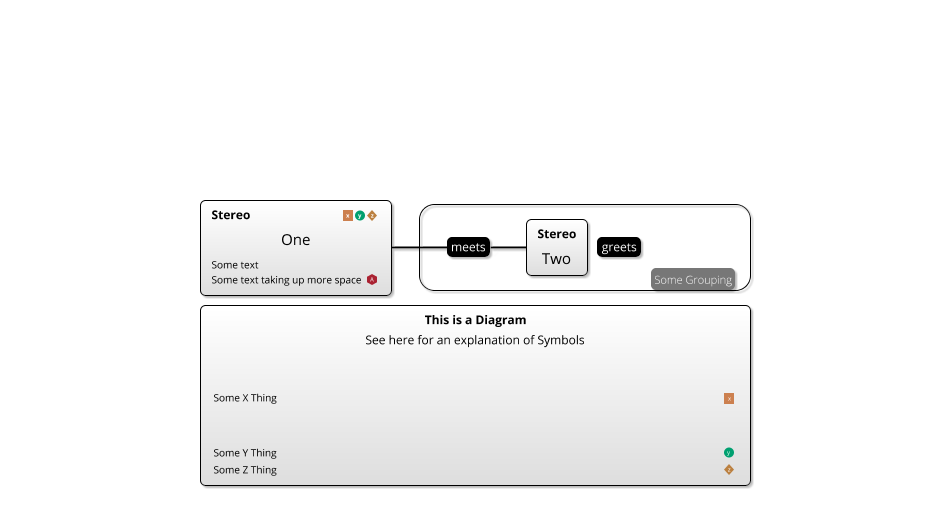 Stereo x y z
One
Some text
Some text taking up more space A
meets
Stereo
Two
greets
Some Grouping
This is a Diagram
See here for an explanation of Symbols
Some X Thing x
Some Y Thing y
Some Z Thing z